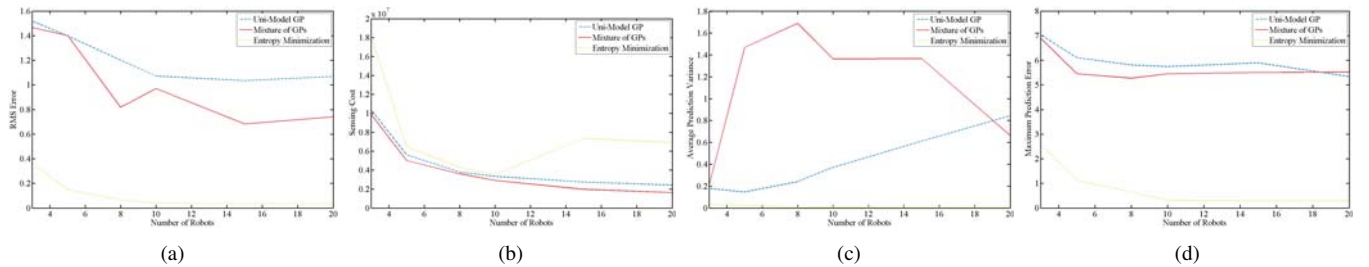 1.6
1.4
1.2
1
0.8
0.6
0.4
0.2
0
RMS Error
4 6 8 10 12 14 16 18 20
Number of Robots
Uni-Model GP
Mixture of GPs
Entropy Minimization
(a)
2 x 10^7
1.8
1.6
1.4
1.2
1
0.8
0.6
0.4
0.2
0
Sensing Cost
4 6 8 10 12 14 16 18 20
Number of Robots
Uni-Model GP
Mixture of GPs
Entropy Minimization
(b)
1.8
1.6
1.4
1.2
1
0.8
0.6
0.4
0.2
0
Average Prediction Variance
4 6 8 10 12 14 16 18 20
Number of Robots
Uni-Model GP
Mixture of GPs
Entropy Minimization
(c)
8
7
6
5
4
3
2
1
0
Maximum Prediction Error
4 6 8 10 12 14 16 18 20
Number of Robots
Uni-Model GP
Mixture of GPs
Entropy Minimization
(d)